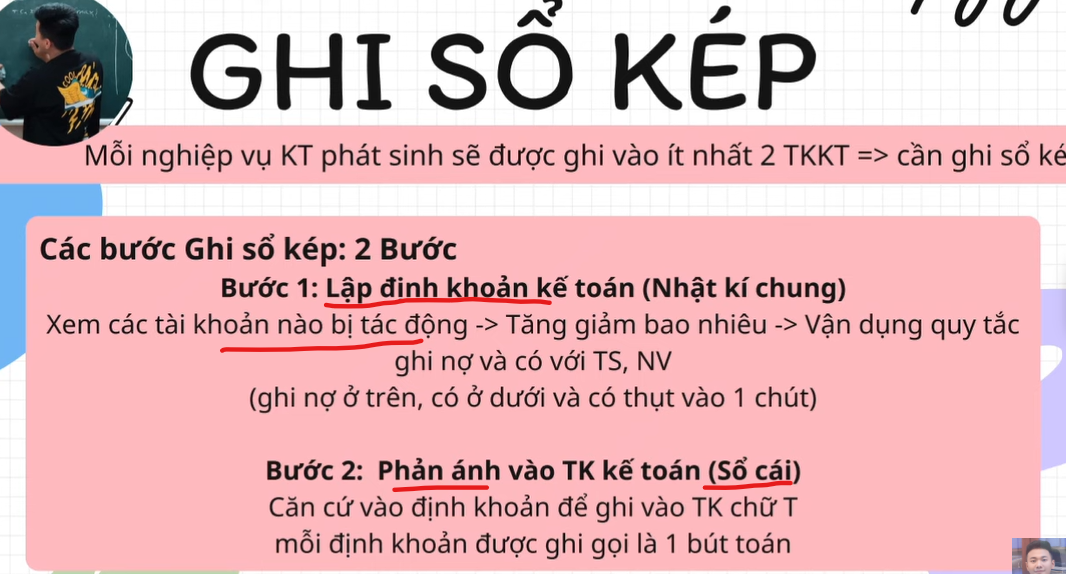 GHI SỔ KÉP
Mỗi nghiệp vụ KT phát sinh sẽ được ghi vào ít nhất 2 TKKT => cần ghi sổ ké
Các bước Ghi sổ kép: 2 Bước
Bước 1: Lập định khoản kế toán (Nhật kí chung)
Xem các tài khoản nào bị tác động -> Tăng giảm bao nhiêu -> Vận dụng quy tắc
ghi nợ và có với TS, NV
(ghi nợ ở trên, có ở dưới và có thụt vào 1 chút)
Bước 2: Phản ánh vào TK kế toán (Sổ cái)
Căn cứ vào định khoản để ghi vào TK chữ T
mỗi định khoản được ghi gọi là 1 bút toán